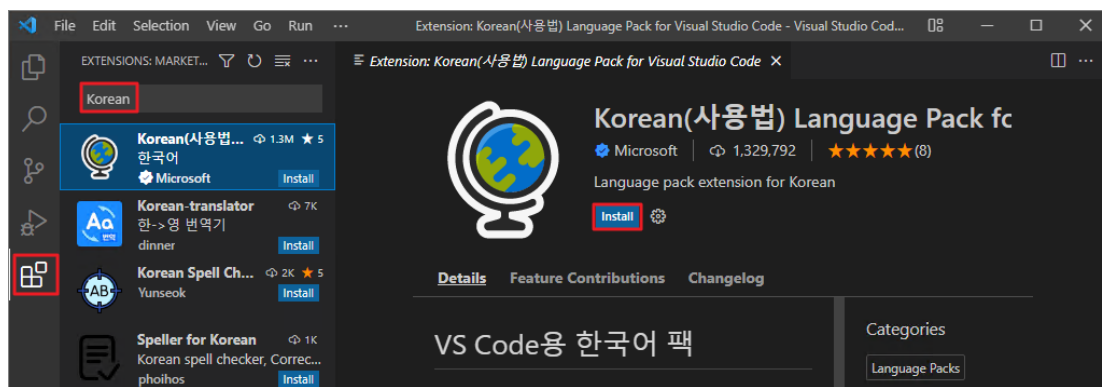 File Edit Selection View Go Run ··· Extension: Korean(사용법) Language Pack for Visual Studio Code - Visual Studio Cod...
EXTENSIONS: MARKET...
Korean
Korean(사용법... 1.3M ★ 5
한국어
Microsoft Install
Korean-translator 7K
한->영 번역기
dinner Install
Korean Spell Ch... 2K ★ 5
Yunseok Install
Speller for Korean 1K
Korean spell checker, Correc...
phoihos Install
Aa
번역
AB
Extension: Korean(사용법) Language Pack for Visual Studio Code
Korean(사용법) Language Pack fc
Microsoft 1,329,792 ★★★★★(8)
Language pack extension for Korean
Install
Details Feature Contributions Changelog
VS Code용 한국어 팩
Categories
Language Packs